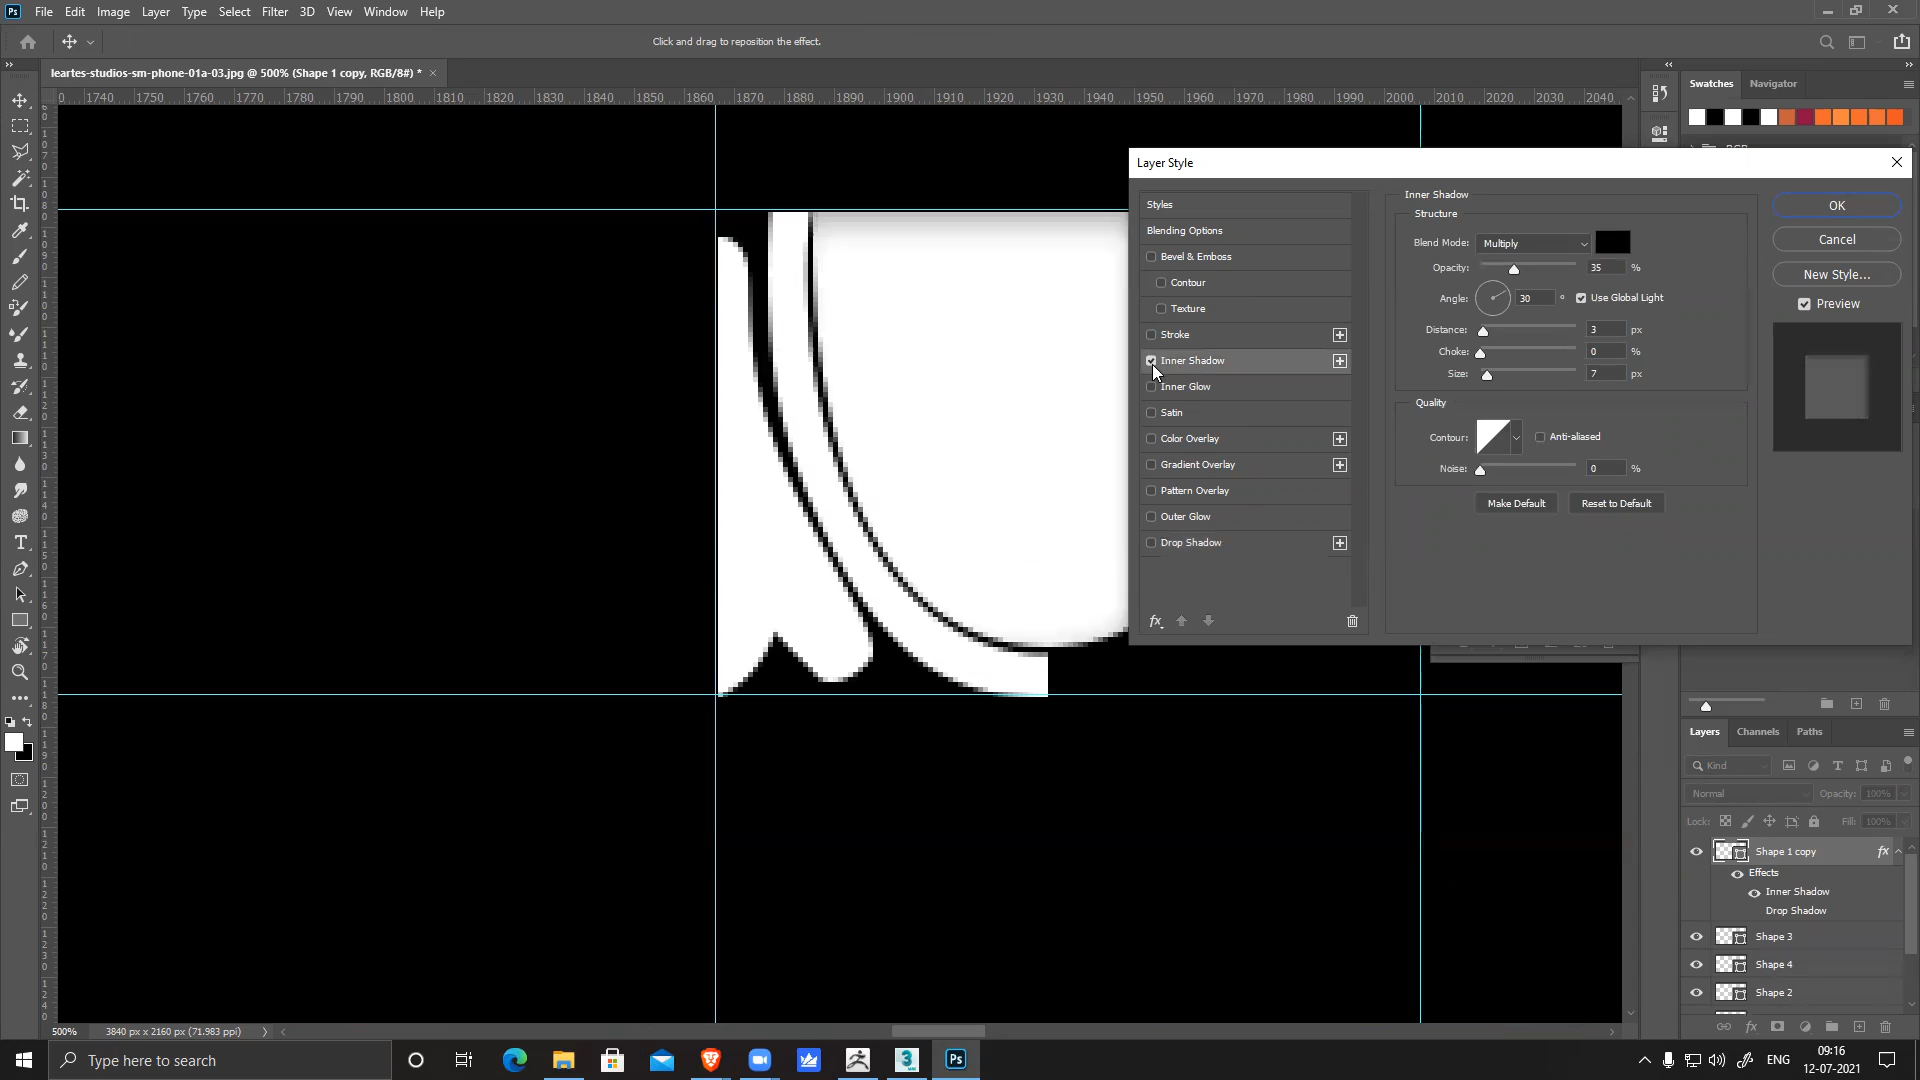 Ps File Edit Image Layer Type Select Filter 3D View Window Help
Click and drag to reposition the effect.
leartes-studios-sm-phone-01a-03.jpg @ 500% (Shape 1 copy, RGB/8#) * ×
0 1740 1750 1760 1770 1780 1790 1800 1810 1820 1830 1840 1850 1860 1870 1880 1890 1900 1910 1920 1930 1940 1950 1960 1970 1980 1990 2000 2010 2020 2030 2040
Swatches Navigator
Layer Style
Styles
Blending Options
Bevel & Emboss
Contour
Texture
Stroke
Inner Shadow
Inner Glow
Satin
Color Overlay
Gradient Overlay
Pattern Overlay
Outer Glow
Drop Shadow
fx
Inner Shadow
Structure
Blend Mode: Multiply
Opacity: 35 %
Angle: 30 ° Use Global Light
Distance: 3 px
Choke: 0 %
Size: 7 px
Quality
Contour: Anti-aliased
Noise: 0 %
Make Default Reset to Default
OK
Cancel
New Style...
Preview
Layers Channels Paths
Kind
Normal Opacity: 100%
Lock: Fill: 100%
Shape 1 copy fx
Effects
Inner Shadow
Drop Shadow
Shape 3
Shape 4
Shape 2
fx
500% 3840 px x 2160 px (71.983 ppi)
Type here to search
Ps
ENG
09:16
12-07-2021